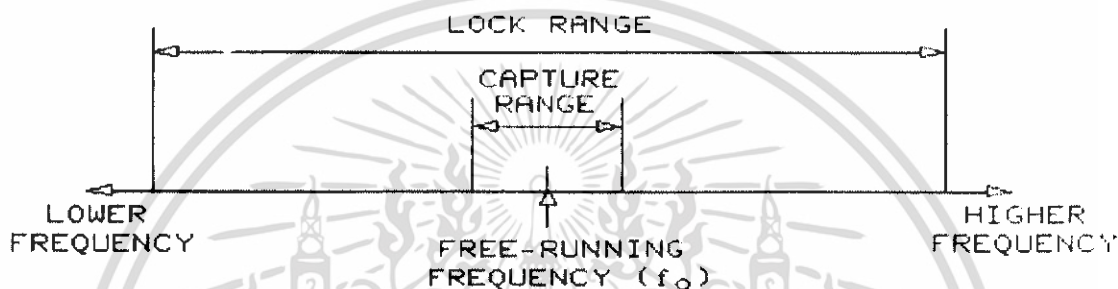 LOCK RANGE
CAPTURE
RANGE
LOWER
FREQUENCY
FREE-RUNNING
FREQUENCY (fo)
HIGHER
FREQUENCY